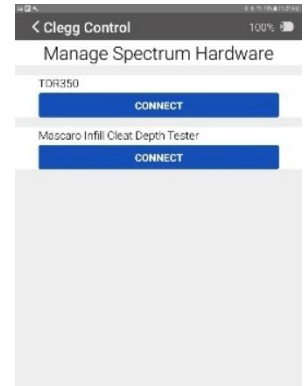 < Clegg Control 100%
Manage Spectrum Hardware
TDR350
CONNECT
Mascaro Infill Cleat Depth Tester
CONNECT